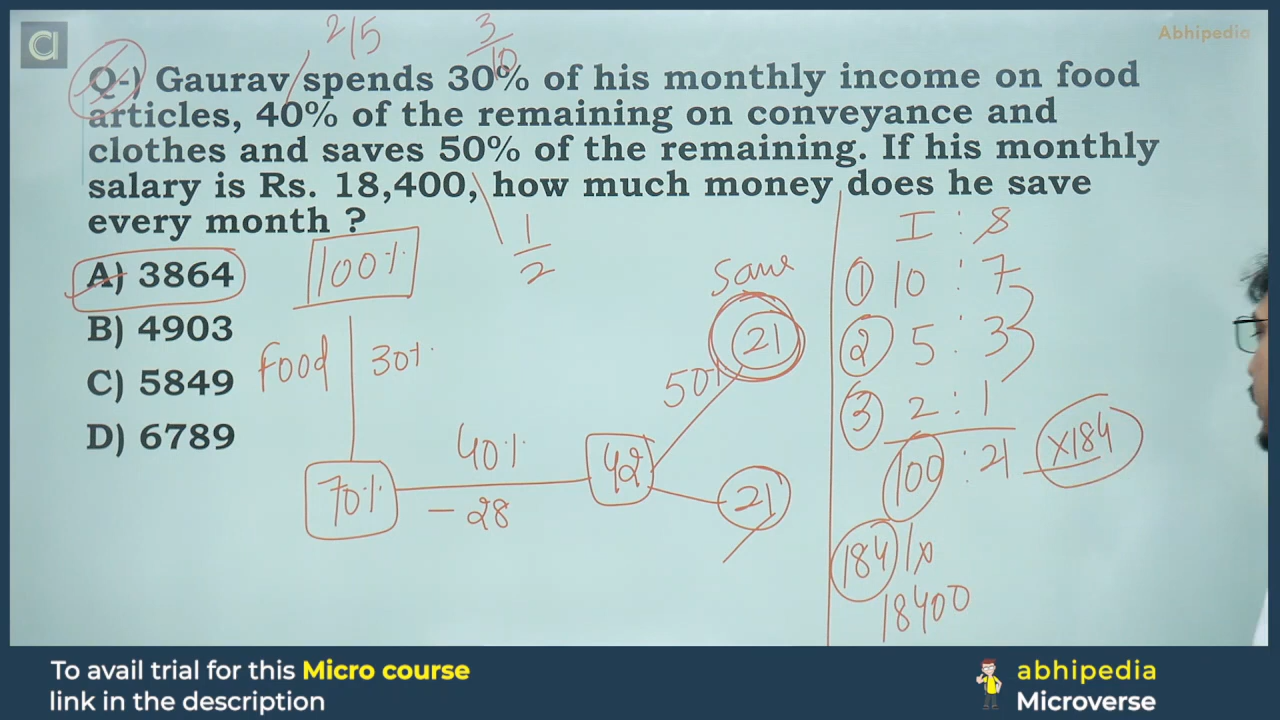 Abhipedia
2/5
3/10
Q-) Gaurav spends 30% of his monthly income on food
articles, 40% of the remaining on conveyance and
clothes and saves 50% of the remaining. If his monthly
salary is Rs. 18,400, how much money does he save
every month ?
1/2
A) 3864
B) 4903
C) 5849
D) 6789
100%
Food 30%
70%
40%
- 28
42
50%
Save
21
21
I : S
① 10 : 7
② 5 : 3
③ 2 : 1
100 : 21 ×184
184
18400
To avail trial for this Micro course
link in the description
abhipedia
Microverse